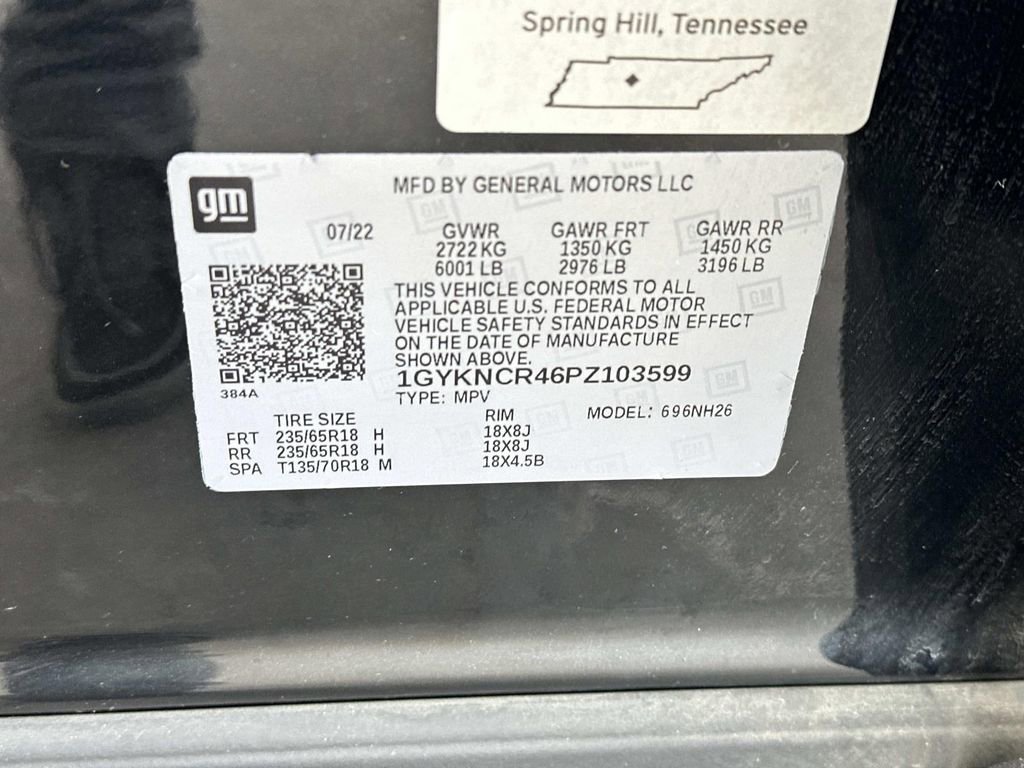 Spring Hill, Tennessee
gm
MFD BY GENERAL MOTORS LLC
07/22 GVWR GAWR FRT GAWR RR
2722 KG 1350 KG 1450 KG
6001 LB 2976 LB 3196 LB
THIS VEHICLE CONFORMS TO ALL
APPLICABLE U.S. FEDERAL MOTOR
VEHICLE SAFETY STANDARDS IN EFFECT
ON THE DATE OF MANUFACTURE
SHOWN ABOVE.
1GYKNCR46PZ103599
384A
TYPE: MPV
TIRE SIZE RIM MODEL: 696NH26
FRT 235/65R18 H 18X8J
RR 235/65R18 H 18X8J
SPA T135/70R18 M 18X4.5B